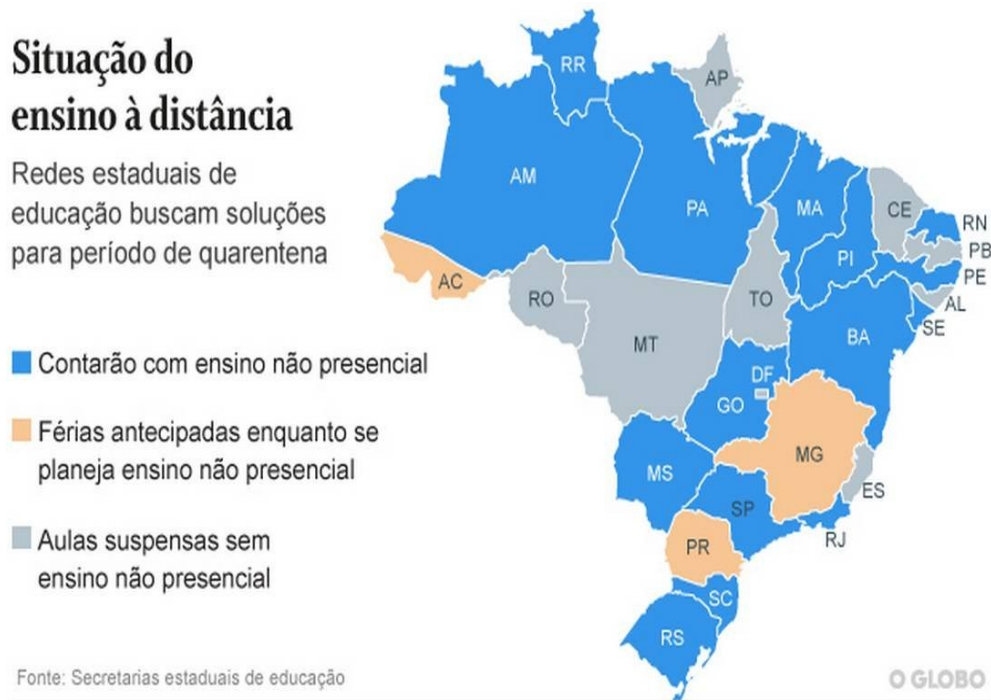 Situação do
ensino à distância
Redes estaduais de
educação buscam soluções
para período de quarentena
Contarão com ensino não presencial
Férias antecipadas enquanto se
planeja ensino não presencial
Aulas suspensas sem
ensino não presencial
RR
AP
AM
PA
MA
CE
RN
PB
PI
PE
AC
RO
TO
AL
SE
MT
BA
DF
GO
MG
MS
ES
SP
RJ
PR
SC
RS
Fonte: Secretarias estaduais de educação
O GLOBO